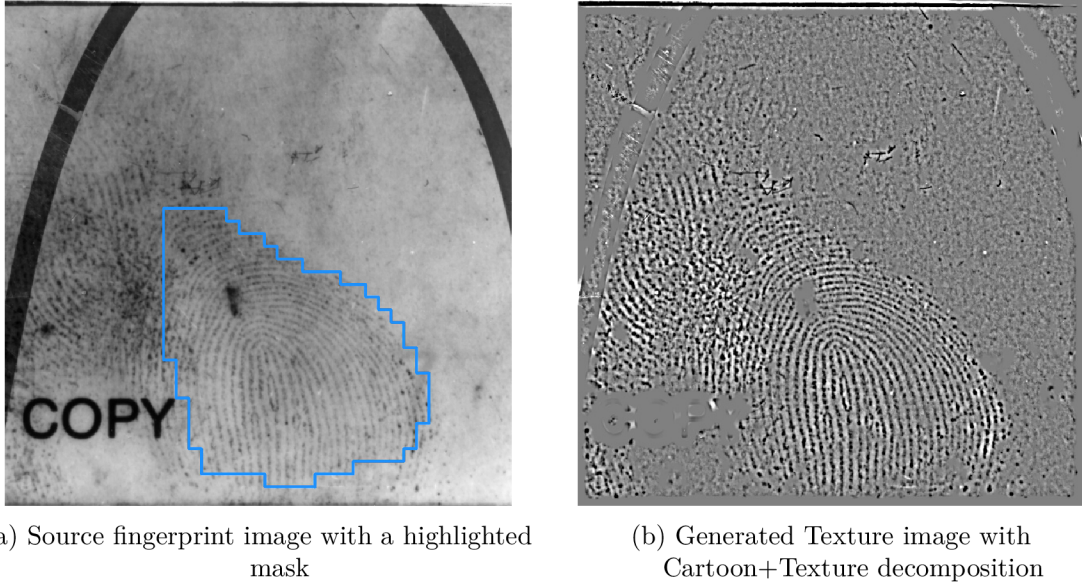 COPY
a) Source fingerprint image with a highlighted
mask
(b) Generated Texture image with
Cartoon+Texture decomposition